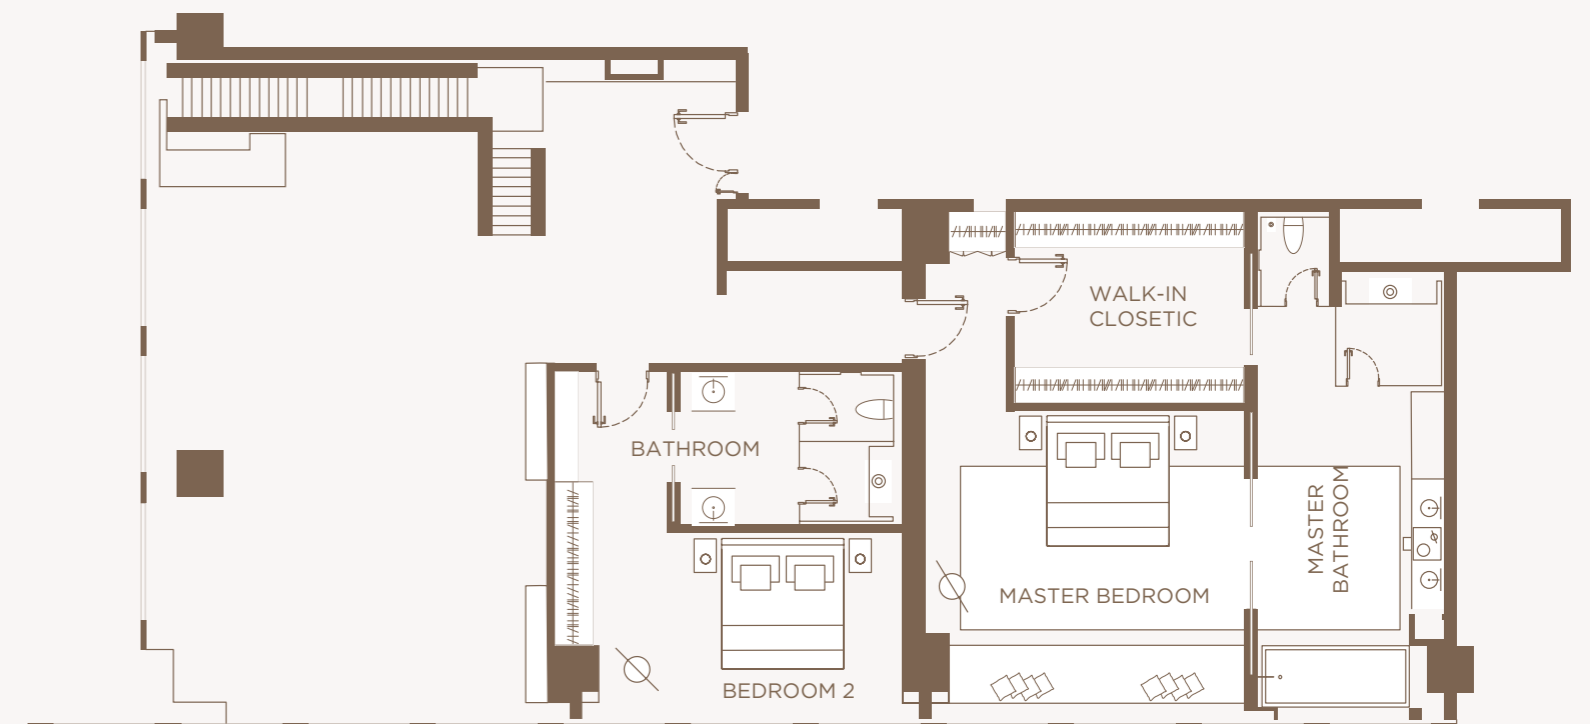 WALK-IN
CLOSETIC
BATHROOM
MASTER
BATHROOM
MASTER BEDROOM
BEDROOM 2